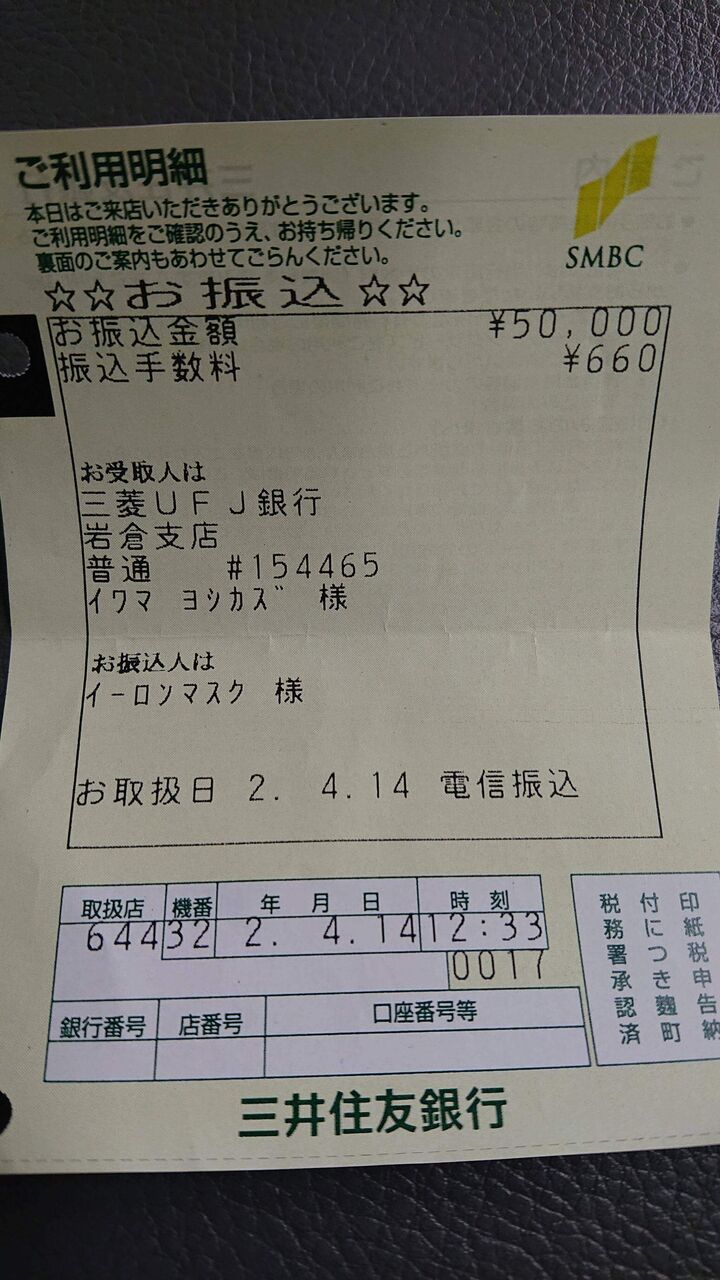 ご利用明細
本日はご来店いただきありがとうございます。
ご利用明細をご確認のうえ、お持ち帰りください。
裏面のご案内もあわせてごらんください。
SMBC
☆☆お振込☆☆
お振込金額 ¥50,000
振込手数料 ¥660
お受取人は
三菱UFJ銀行
岩倉支店
普通 #154465
イワマ ヨシカズ 様
お振込人は
イーロンマスク 様
お取扱日 2. 4.14 電信振込
取扱店 機番 年 月 日 時 刻
644 32 2. 4.14 12:33
0017
銀行番号 店番号 口座番号等
印紙税申告納
付につき麹町
税務署承認済
三井住友銀行